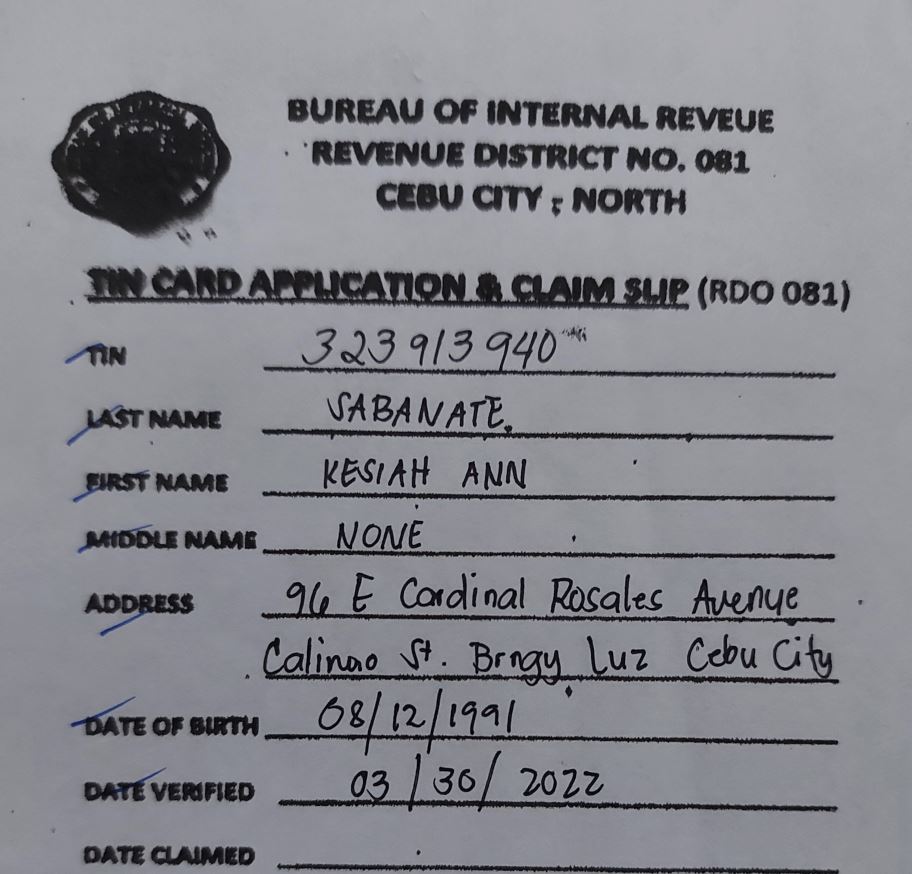 BUREAU OF INTERNAL REVEUE
REVENUE DISTRICT NO. 081
CEBU CITY ; NORTH
TIN CARD APPLICATION & CLAIM SLIP (RDO 081)
TIN 323 913 940
LAST NAME SABANATE.
FIRST NAME KESIAH ANN
MIDDLE NAME NONE
ADDRESS 96 E Cardinal Rosales Avenue
Calinao St. Brngy Luz Cebu City
DATE OF BIRTH 08/12/1991
DATE VERIFIED 03/30/2022
DATE CLAIMED